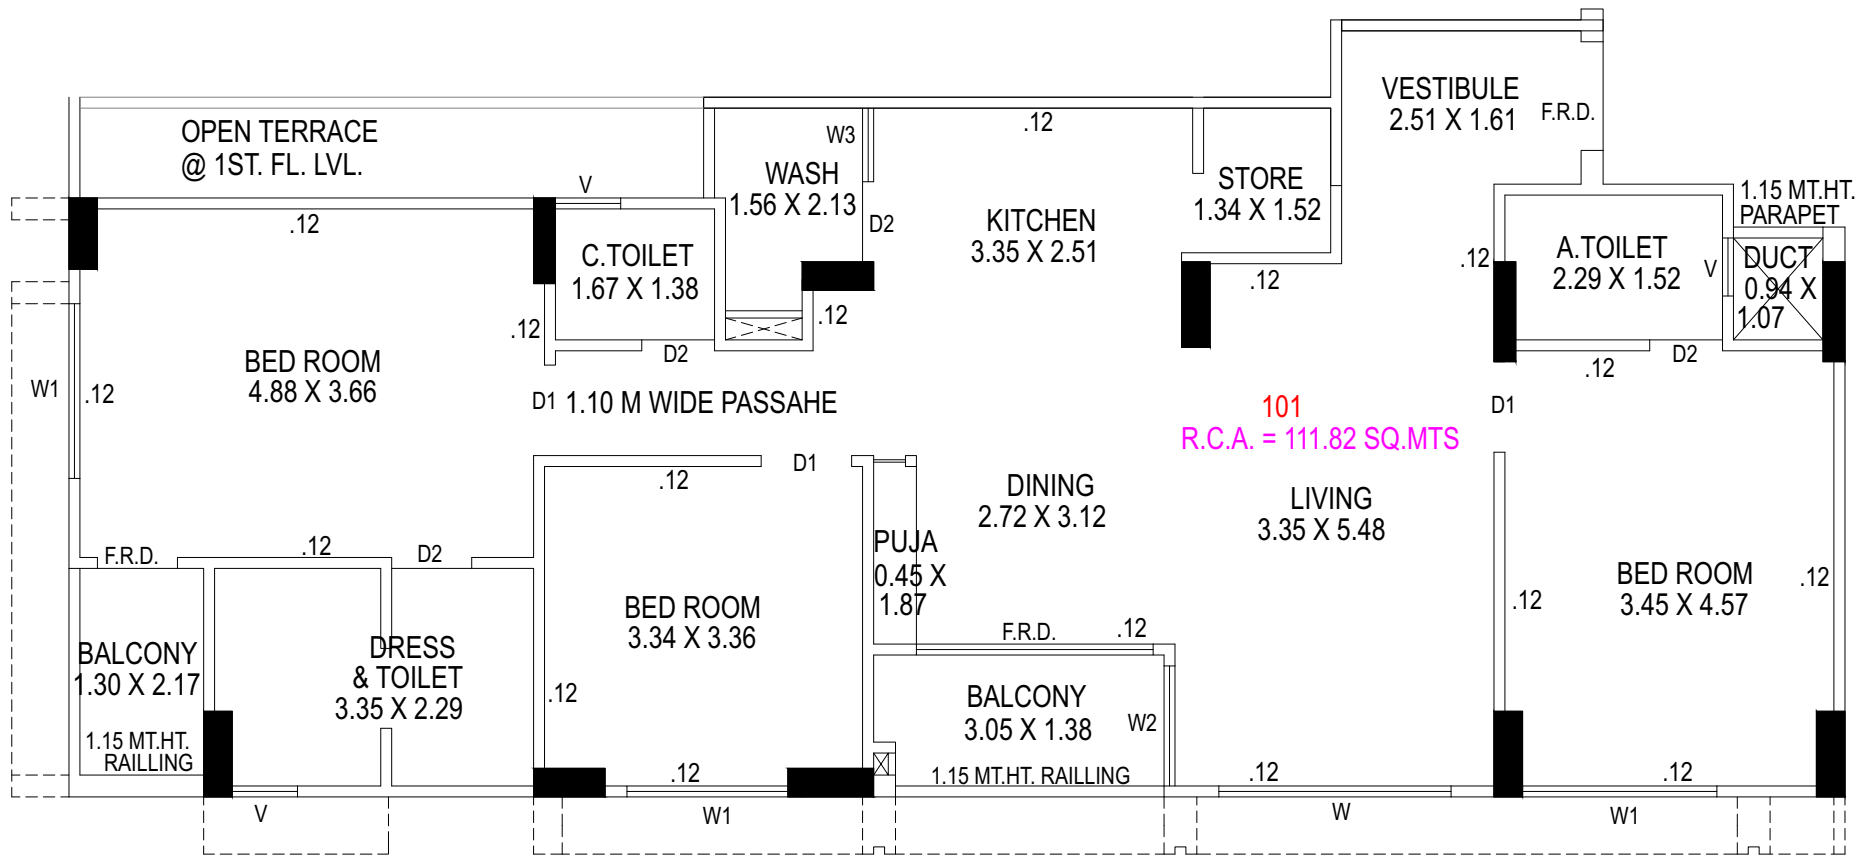 VESTIBULE
2.51 X 1.61
F.R.D.
OPEN TERRACE
@ 1ST. FL. LVL.
W3
.12
WASH
1.56 X 2.13
V
STORE
1.34 X 1.52
1.15 MT.HT.
PARAPET
.12
D2
KITCHEN
3.35 X 2.51
C.TOILET
1.67 X 1.38
.12
.12
A.TOILET
2.29 X 1.52
V
DUCT
0.94 X
1.07
.12
.12
D2
D2
.12
BED ROOM
4.88 X 3.66
W1
.12
D1
1.10 M WIDE PASSAHE
101
R.C.A. = 111.82 SQ.MTS
D1
D1
.12
DINING
2.72 X 3.12
LIVING
3.35 X 5.48
F.R.D.
.12
D2
PUJA
0.45 X
1.87
BED ROOM
3.34 X 3.36
BED ROOM
3.45 X 4.57
.12
.12
F.R.D.
.12
BALCONY
1.30 X 2.17
DRESS
& TOILET
3.35 X 2.29
.12
BALCONY
3.05 X 1.38
W2
1.15 MT.HT.
RAILLING
.12
1.15 MT.HT. RAILLING
.12
.12
V
W1
W
W1